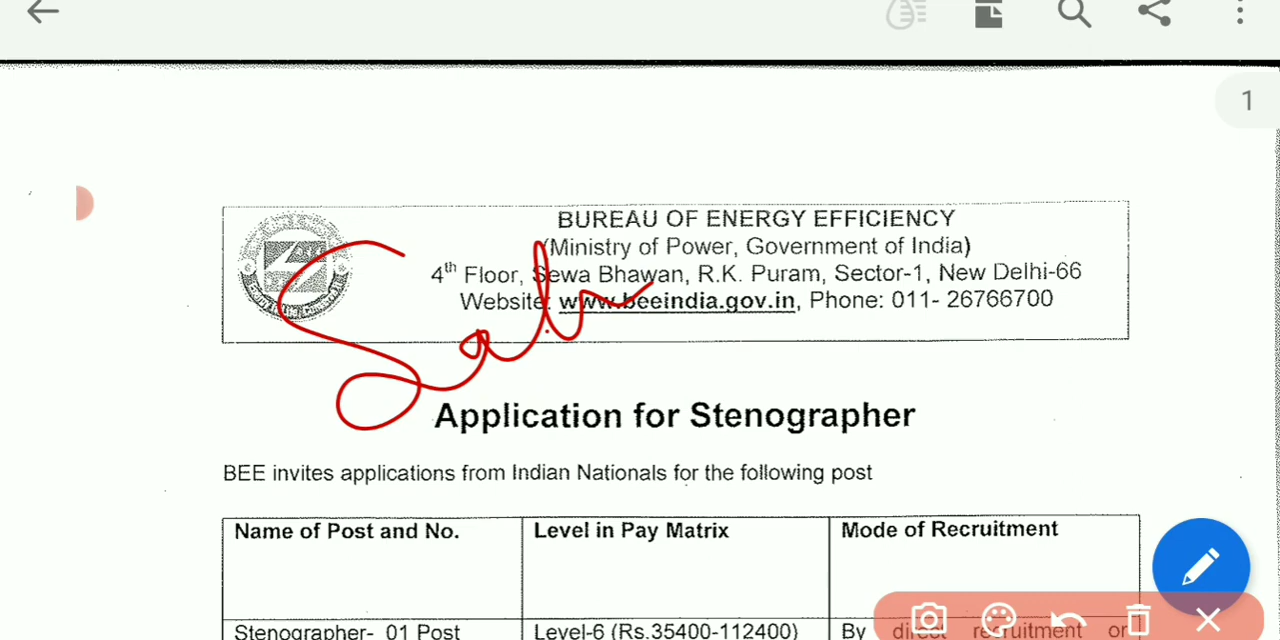 1
BUREAU OF ENERGY EFFICIENCY
(Ministry of Power, Government of India)
4th Floor, Sewa Bhawan, R.K. Puram, Sector-1, New Delhi-66
Website: www.beeindia.gov.in, Phone: 011- 26766700
Application for Stenographer
BEE invites applications from Indian Nationals for the following post
Name of Post and No. Level in Pay Matrix Mode of Recruitment
Stenographer- 01 Post Level-6 (Rs.35400-112400) By direct recruitment or